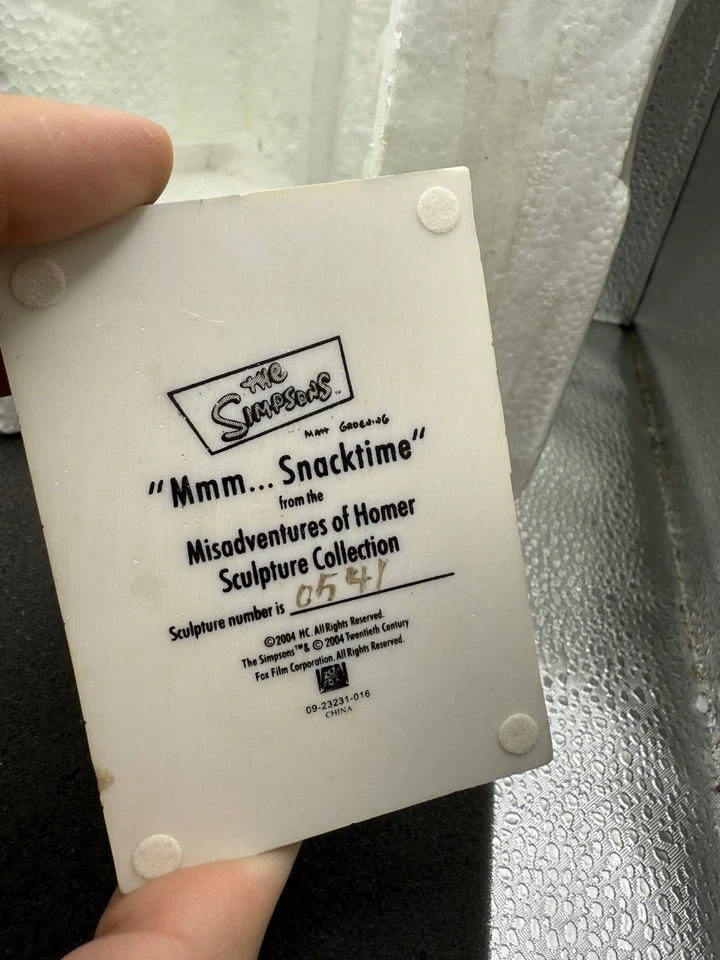 THE
SIMPSONS™
MATT GROENING
"Mmm... Snacktime"
from the
Misadventures of Homer
Sculpture Collection
Sculpture number is 0541
©2004 HC. All Rights Reserved.
The Simpsons™& ©2004 Twentieth Century
Fox Film Corporation. All Rights Reserved.
09-23231-016
CHINA